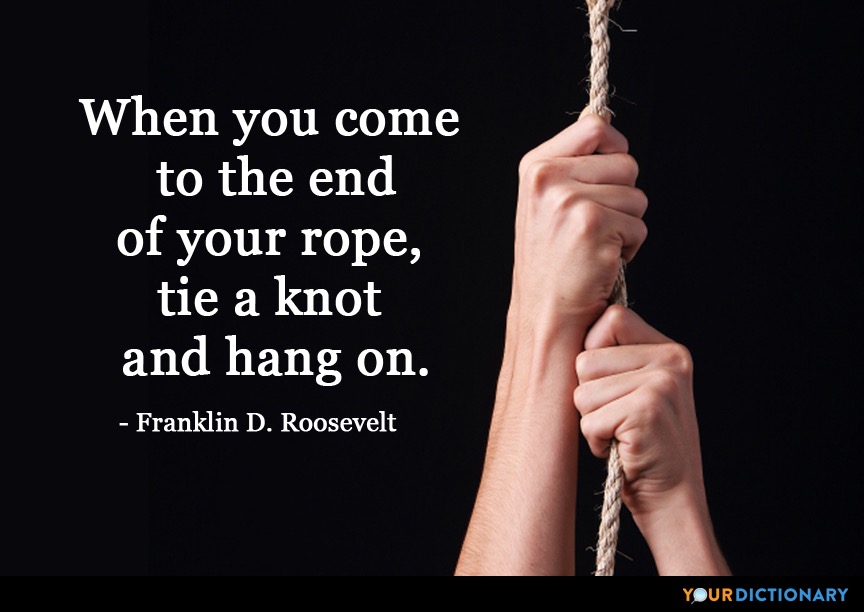 When you come
to the end
of your rope,
tie a knot
and hang on.
- Franklin D. Roosevelt
YOURDICTIONARY